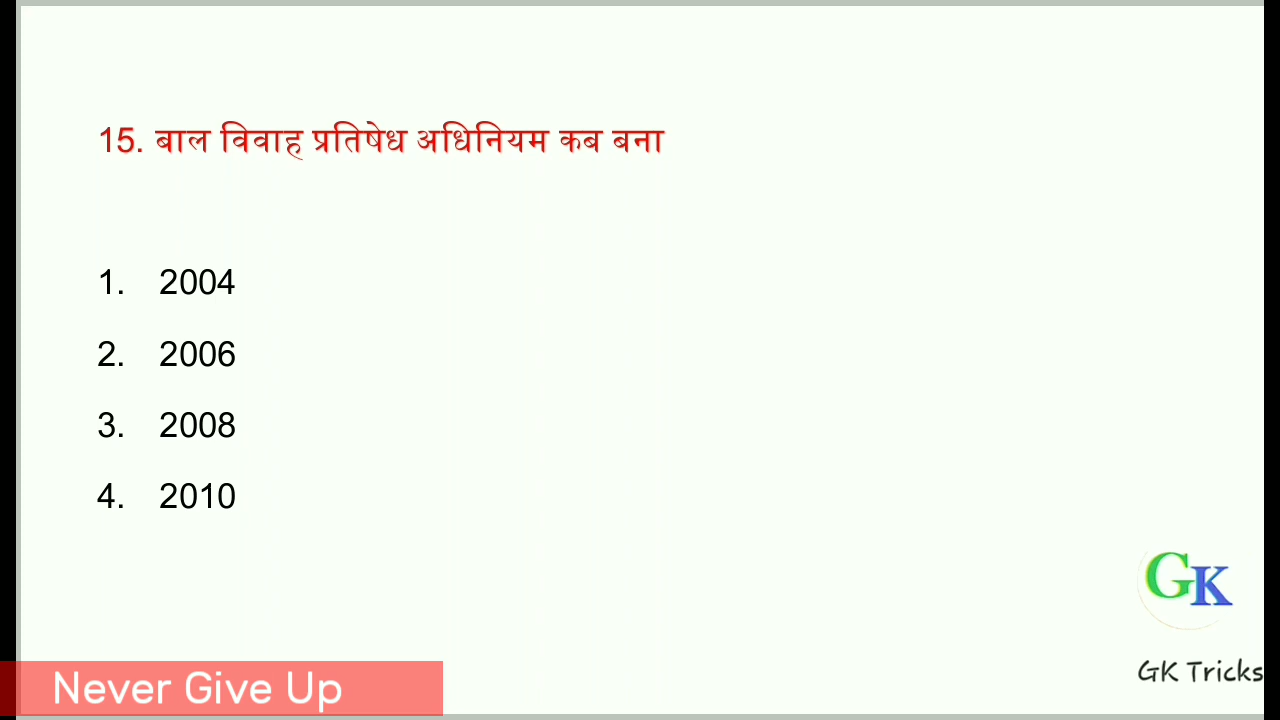 15. बाल विवाह प्रतिषेध अधिनियम कब बना
1. 2004
2. 2006
3. 2008
4. 2010
GK
GK Tricks
Never Give Up